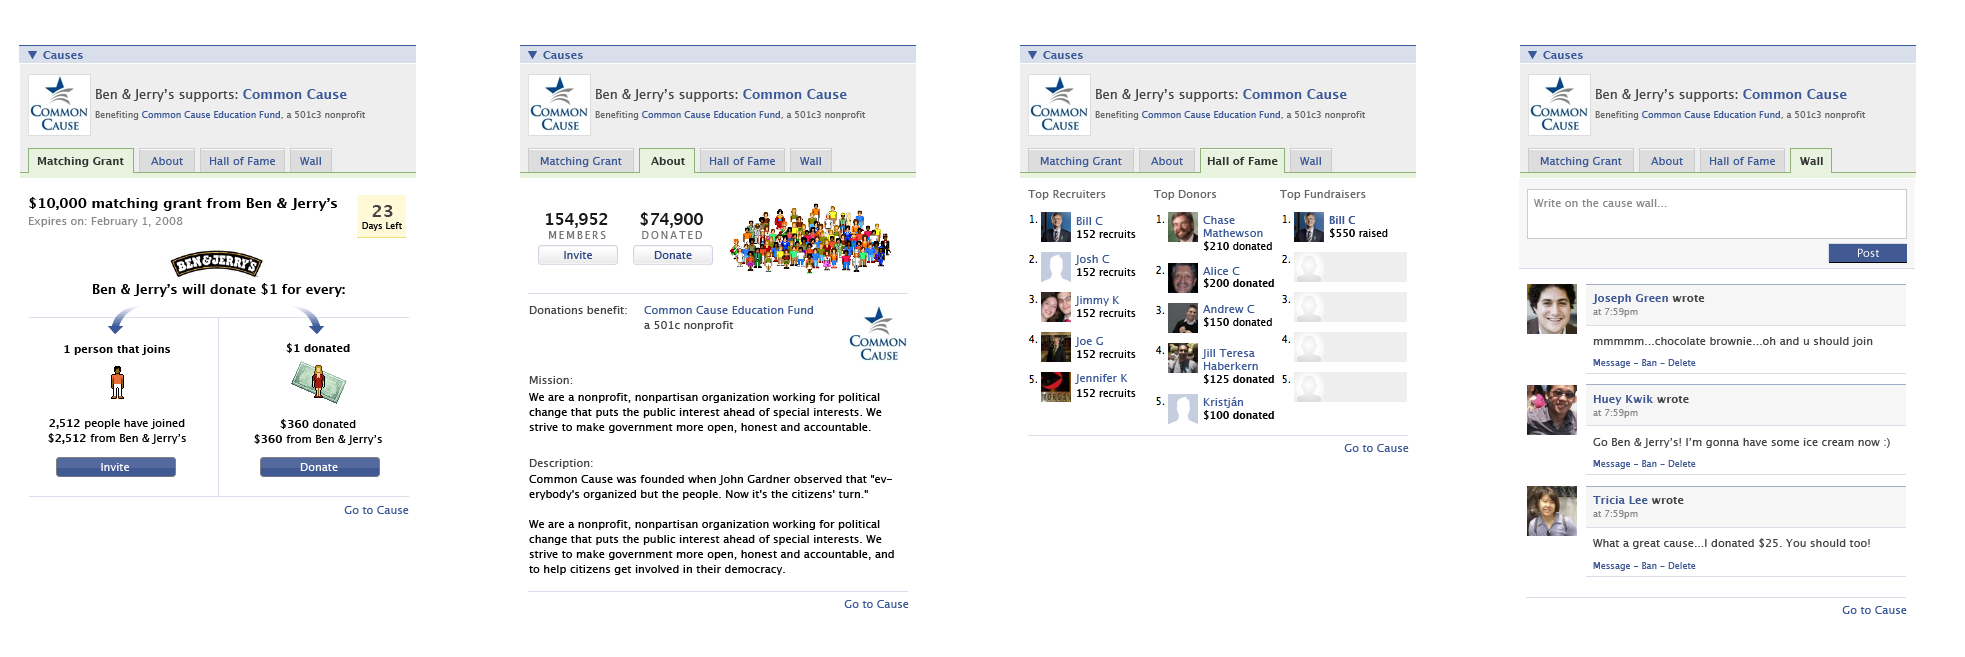 Causes
COMMON
CAUSE
Ben & Jerry's supports: Common Cause
Benefiting Common Cause Education Fund, a 501c3 nonprofit
Matching Grant
About
Hall of Fame
Wall
$10,000 matching grant from Ben & Jerry's
Expires on: February 1, 2008
23
Days Left
BEN & JERRY'S
Ben & Jerry's will donate $1 for every:
1 person that joins
2,512 people have joined
$2,512 from Ben & Jerry's
Invite
$1 donated
$360 donated
$360 from Ben & Jerry's
Donate
Go to Cause
Causes
COMMON
CAUSE
Ben & Jerry's supports: Common Cause
Benefiting Common Cause Education Fund, a 501c3 nonprofit
Matching Grant
About
Hall of Fame
Wall
154,952
MEMBERS
Invite
$74,900
DONATED
Donate
Donations benefit:
Common Cause Education Fund
a 501c nonprofit
COMMON
CAUSE
Mission:
We are a nonprofit, nonpartisan organization working for political
change that puts the public interest ahead of special interests. We
strive to make government more open, honest and accountable.
Description:
Common Cause was founded when John Gardner observed that "ev-
erybody's organized but the people. Now it's the citizens' turn."
We are a nonprofit, nonpartisan organization working for political
change that puts the public interest ahead of special interests. We
strive to make government more open, honest and accountable, and
to help citizens get involved in their democracy.
Go to Cause
Causes
COMMON
CAUSE
Ben & Jerry's supports: Common Cause
Benefiting Common Cause Education Fund, a 501c3 nonprofit
Matching Grant
About
Hall of Fame
Wall
Top Recruiters
1. Bill C
152 recruits
2. Josh C
152 recruits
3. Jimmy K
152 recruits
4. Joe G
152 recruits
5. Jennifer K
152 recruits
Top Donors
1. Chase
Mathewson
$210 donated
2. Alice C
$200 donated
3. Andrew C
$150 donated
4. Jill Teresa
Haberkern
$125 donated
5. Kristján
$100 donated
Top Fundraisers
1. Bill C
$550 raised
2.
3.
4.
5.
Go to Cause
Causes
COMMON
CAUSE
Ben & Jerry's supports: Common Cause
Benefiting Common Cause Education Fund, a 501c3 nonprofit
Matching Grant
About
Hall of Fame
Wall
Write on the cause wall...
Post
Joseph Green wrote
at 7:59pm
mmmmm...chocolate brownie...oh and u should join
Message - Ban - Delete
Huey Kwik wrote
at 7:59pm
Go Ben & Jerry's! I'm gonna have some ice cream now :)
Message - Ban - Delete
Tricia Lee wrote
at 7:59pm
What a great cause...I donated $25. You should too!
Message - Ban - Delete
Go to Cause